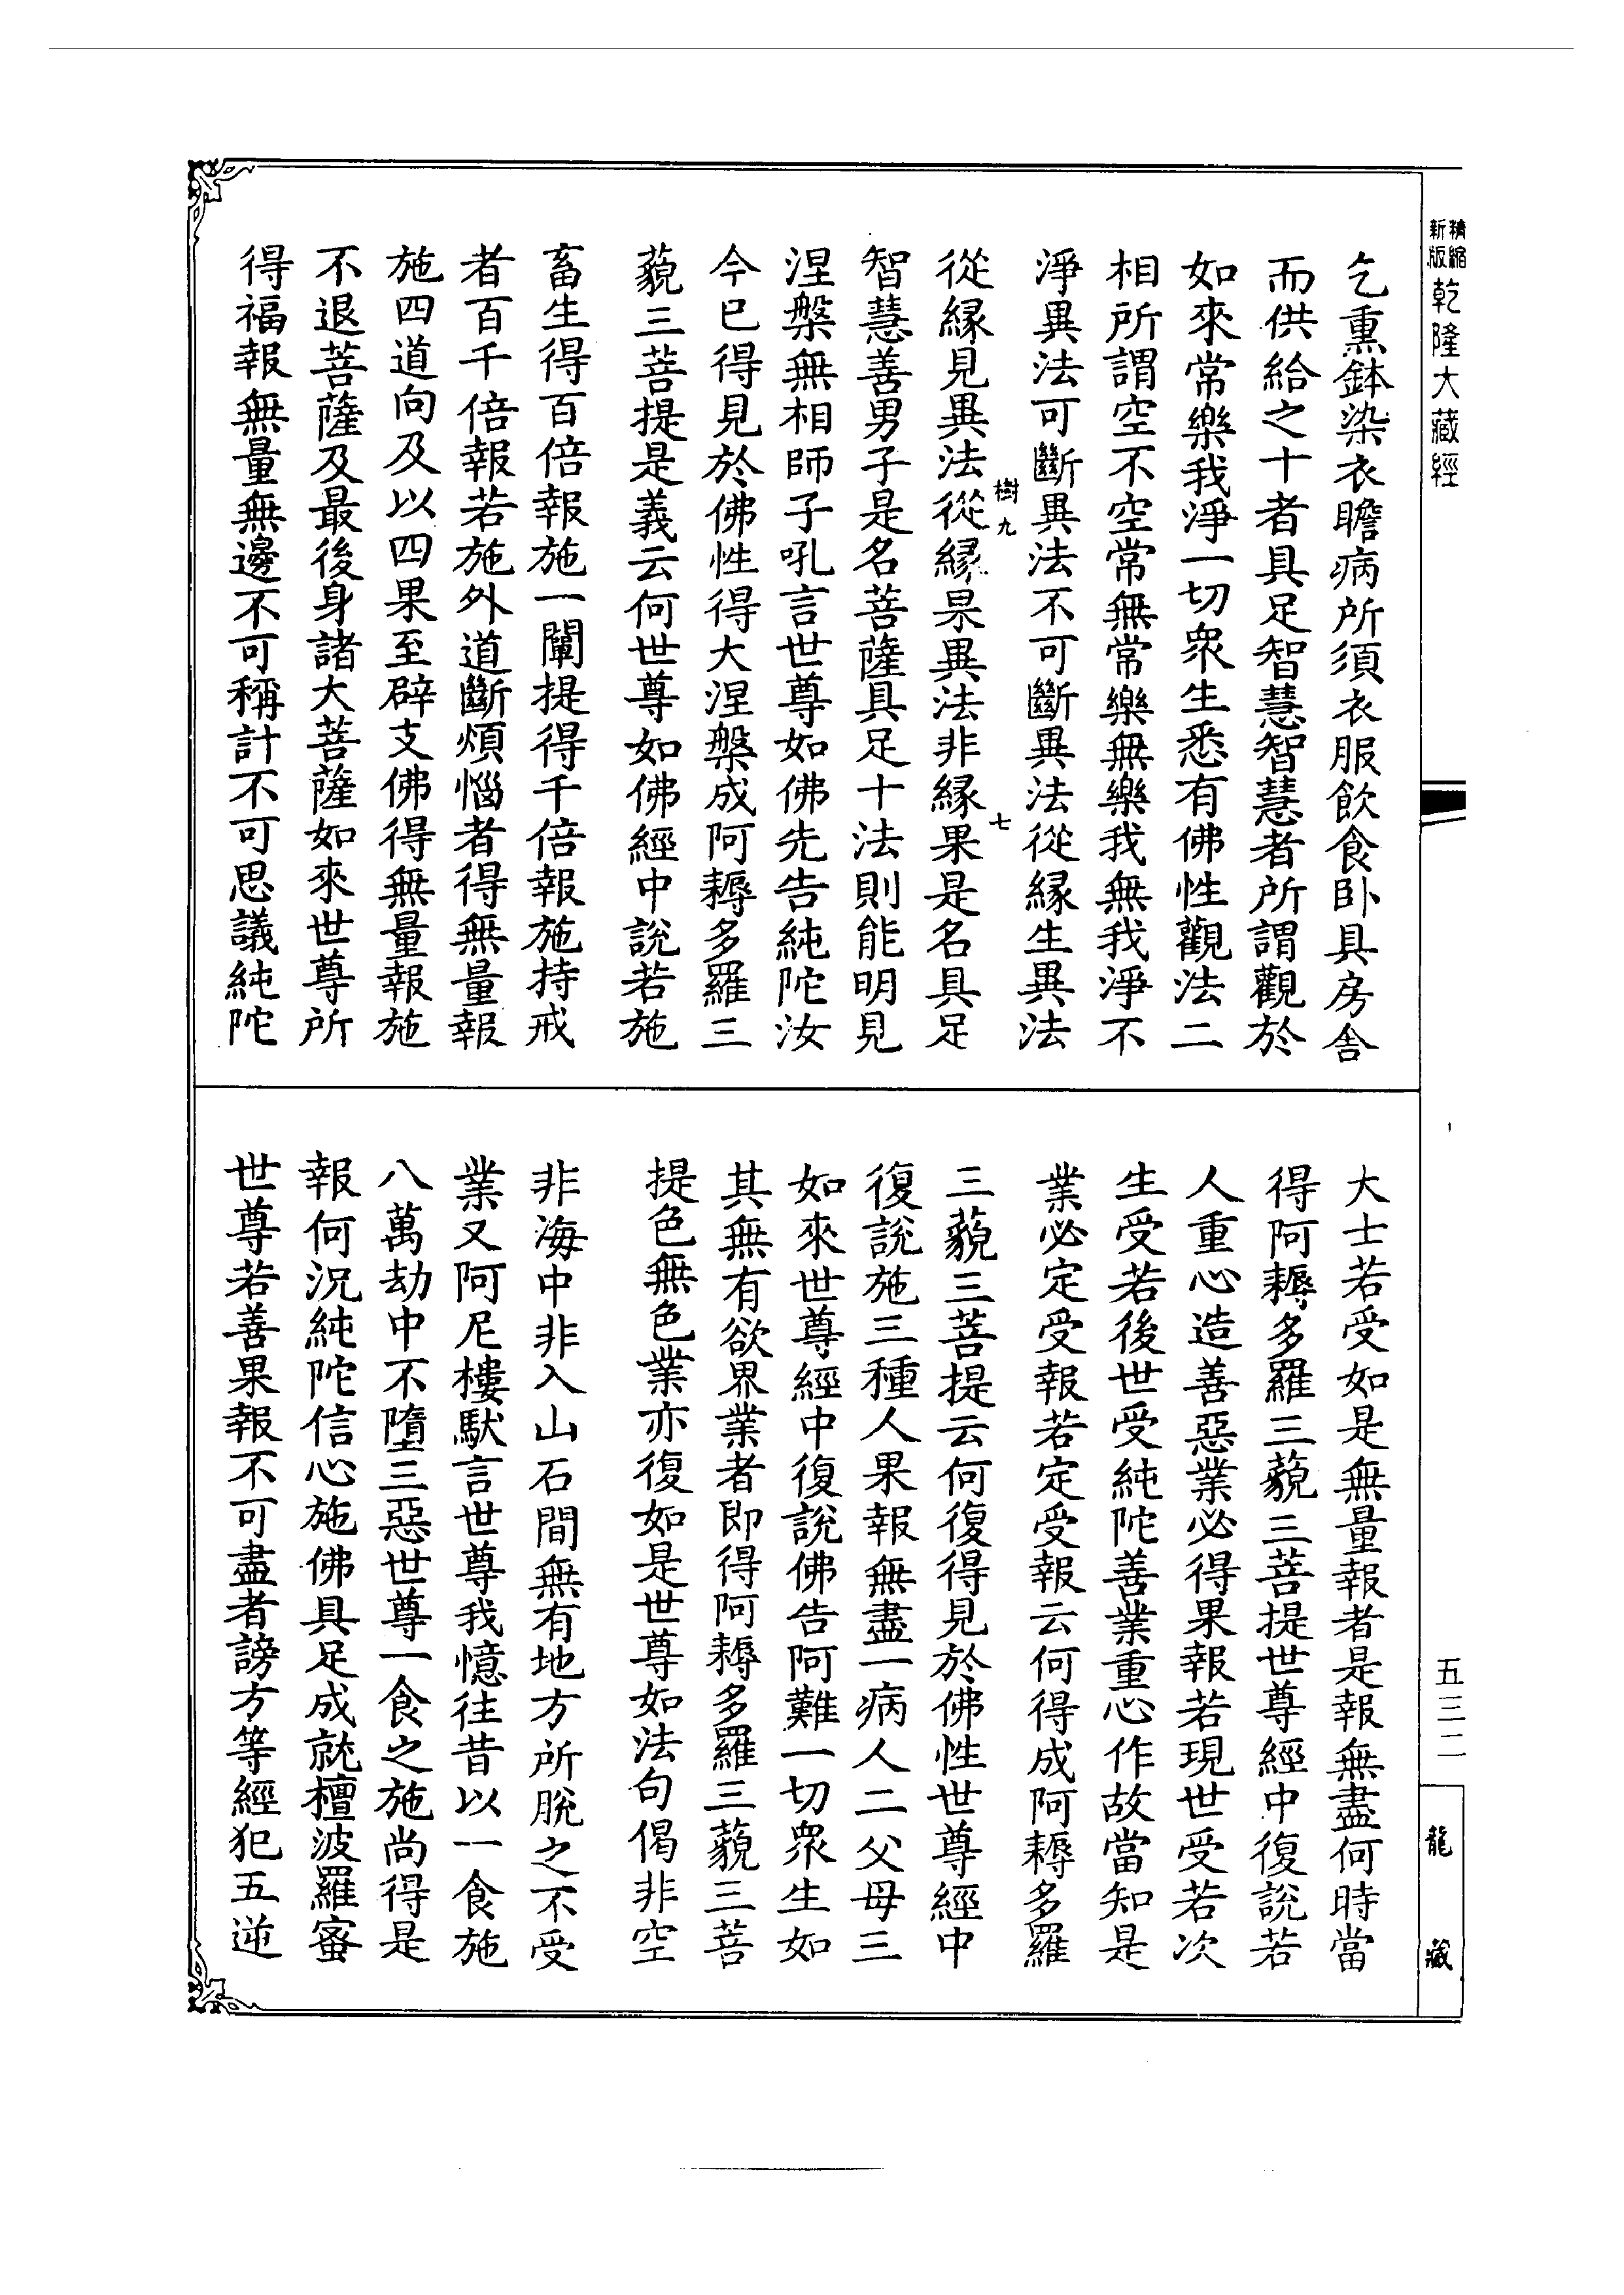 精縮新版乾隆大藏經
五三二
龍藏
乞熏鉢染衣瞻病所須衣服飲食卧具房舍
而供給之十者具足智慧智慧者所謂觀於
如來常樂我淨一切衆生悉有佛性觀法二
相所謂空不空常無常樂無樂我無我淨不
淨異法可斷異法不可斷異法從緣生異法
樹九
七
從緣見異法從緣果異法非緣果是名具足
智慧善男子是名菩薩具足十法則能明見
涅槃無相師子吼言世尊如佛先告純陀汝
今已得見於佛性得大涅槃成阿耨多羅三
藐三菩提是義云何世尊如佛經中說若施
畜生得百倍報施一闡提得千倍報施持戒
者百千倍報若施外道斷煩惱者得無量報
施四道向及以四果至辟支佛得無量報施
不退菩薩及最後身諸大菩薩如來世尊所
得福報無量無邊不可稱計不可思議純陀
大士若受如是無量報者是報無盡何時當
得阿耨多羅三藐三菩提世尊經中復說若
人重心造善惡業必得果報若現世受若次
生受若後世受純陀善業重心作故當知是
業必定受報若定受報云何得成阿耨多羅
三藐三菩提云何復得見於佛性世尊經中
復說施三種人果報無盡一病人二父母三
如來世尊經中復說佛告阿難一切衆生如
其無有欲界業者即得阿耨多羅三藐三菩
提色無色業亦復如是世尊如法句偈非空
非海中非入山石間無有地方所脫之不受
業又阿尼樓馱言世尊我憶往昔以一食施
八萬劫中不墮三惡世尊一食之施尚得是
報何況純陀信心施佛具足成就檀波羅蜜
世尊若善果報不可盡者謗方等經犯五逆